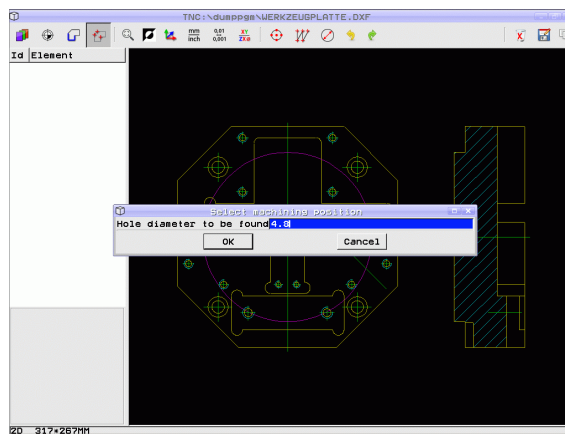 TNC:\dumppgm\WERKZEUGPLATTE.DXF
mm
inch
0,01
0,001
XY
ZXø
Id Element
Select machining position
Hole diameter to be found 4.8
OK
Cancel
2D 317*267MM